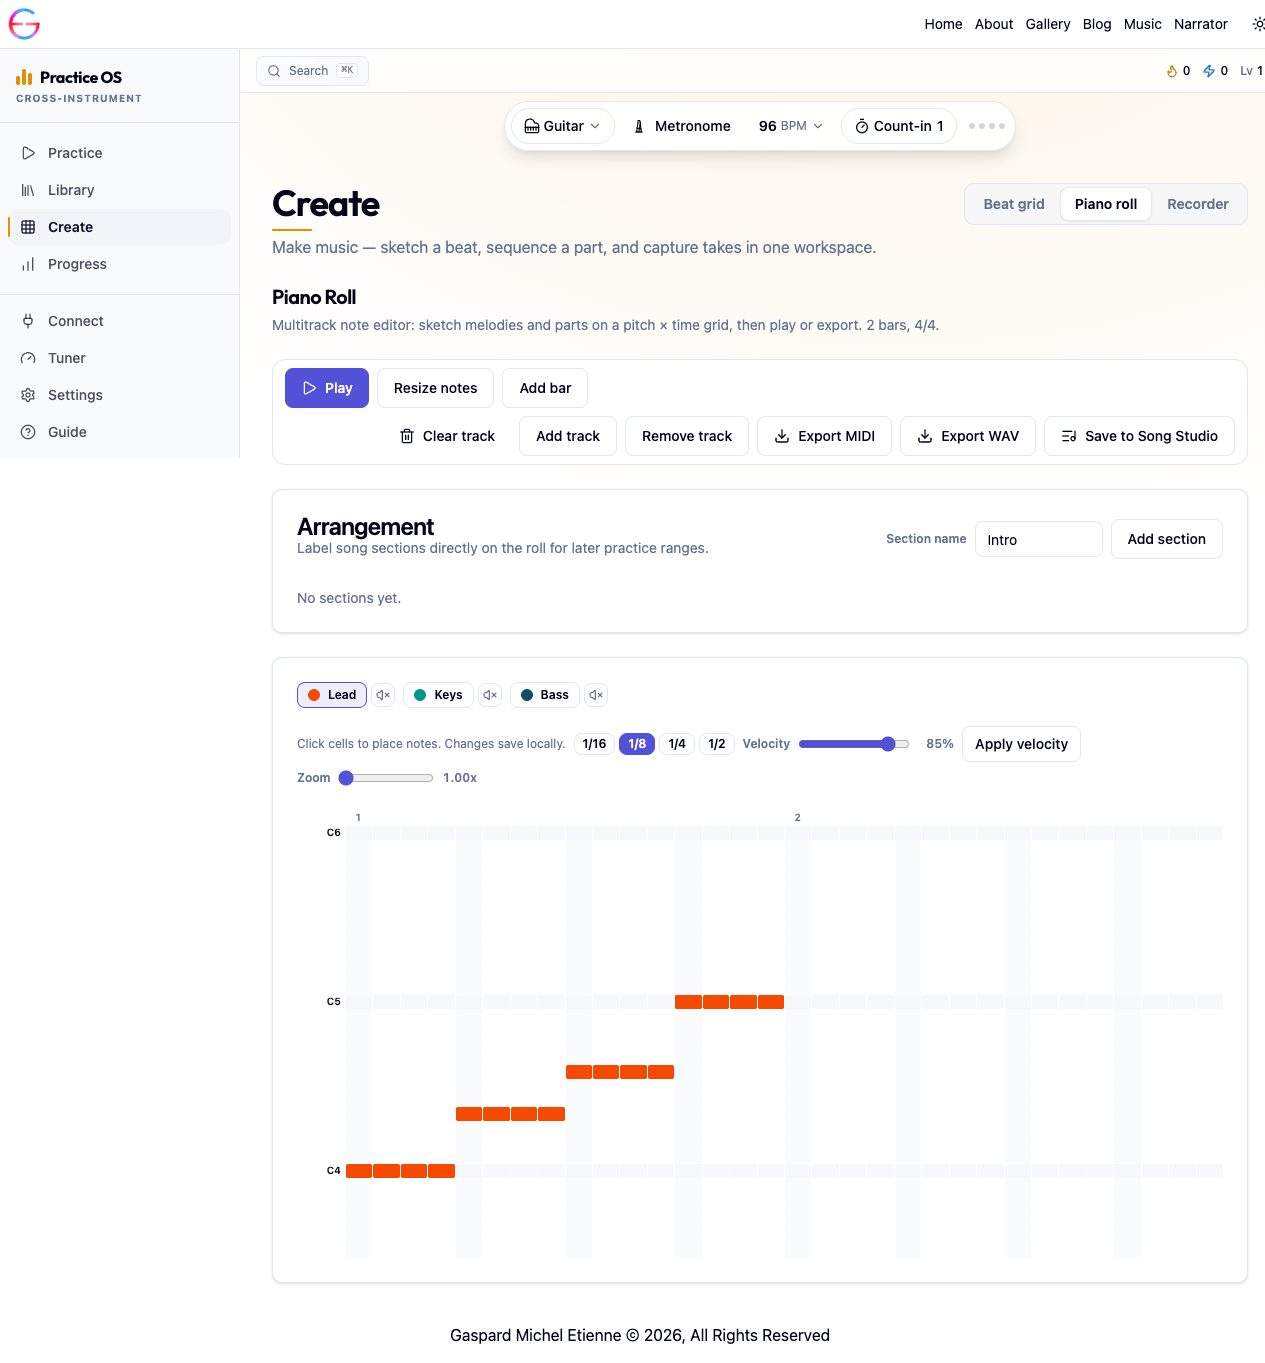 Home About Gallery Blog Music Narrator
Practice OS
CROSS-INSTRUMENT
Search ⌘K
0 0 Lv 1
Guitar Metronome 96 BPM Count-in 1
Practice
Library
Create
Progress
Connect
Tuner
Settings
Guide
Create
Beat grid Piano roll Recorder
Make music — sketch a beat, sequence a part, and capture takes in one workspace.
Piano Roll
Multitrack note editor: sketch melodies and parts on a pitch × time grid, then play or export. 2 bars, 4/4.
Play Resize notes Add bar
Clear track Add track Remove track Export MIDI Export WAV Save to Song Studio
Arrangement
Label song sections directly on the roll for later practice ranges.
Section name Intro Add section
No sections yet.
Lead Keys Bass
Click cells to place notes. Changes save locally. 1/16 1/8 1/4 1/2 Velocity 85% Apply velocity
Zoom 1.00x
1 2
C6
C5
C4
Gaspard Michel Etienne © 2026, All Rights Reserved